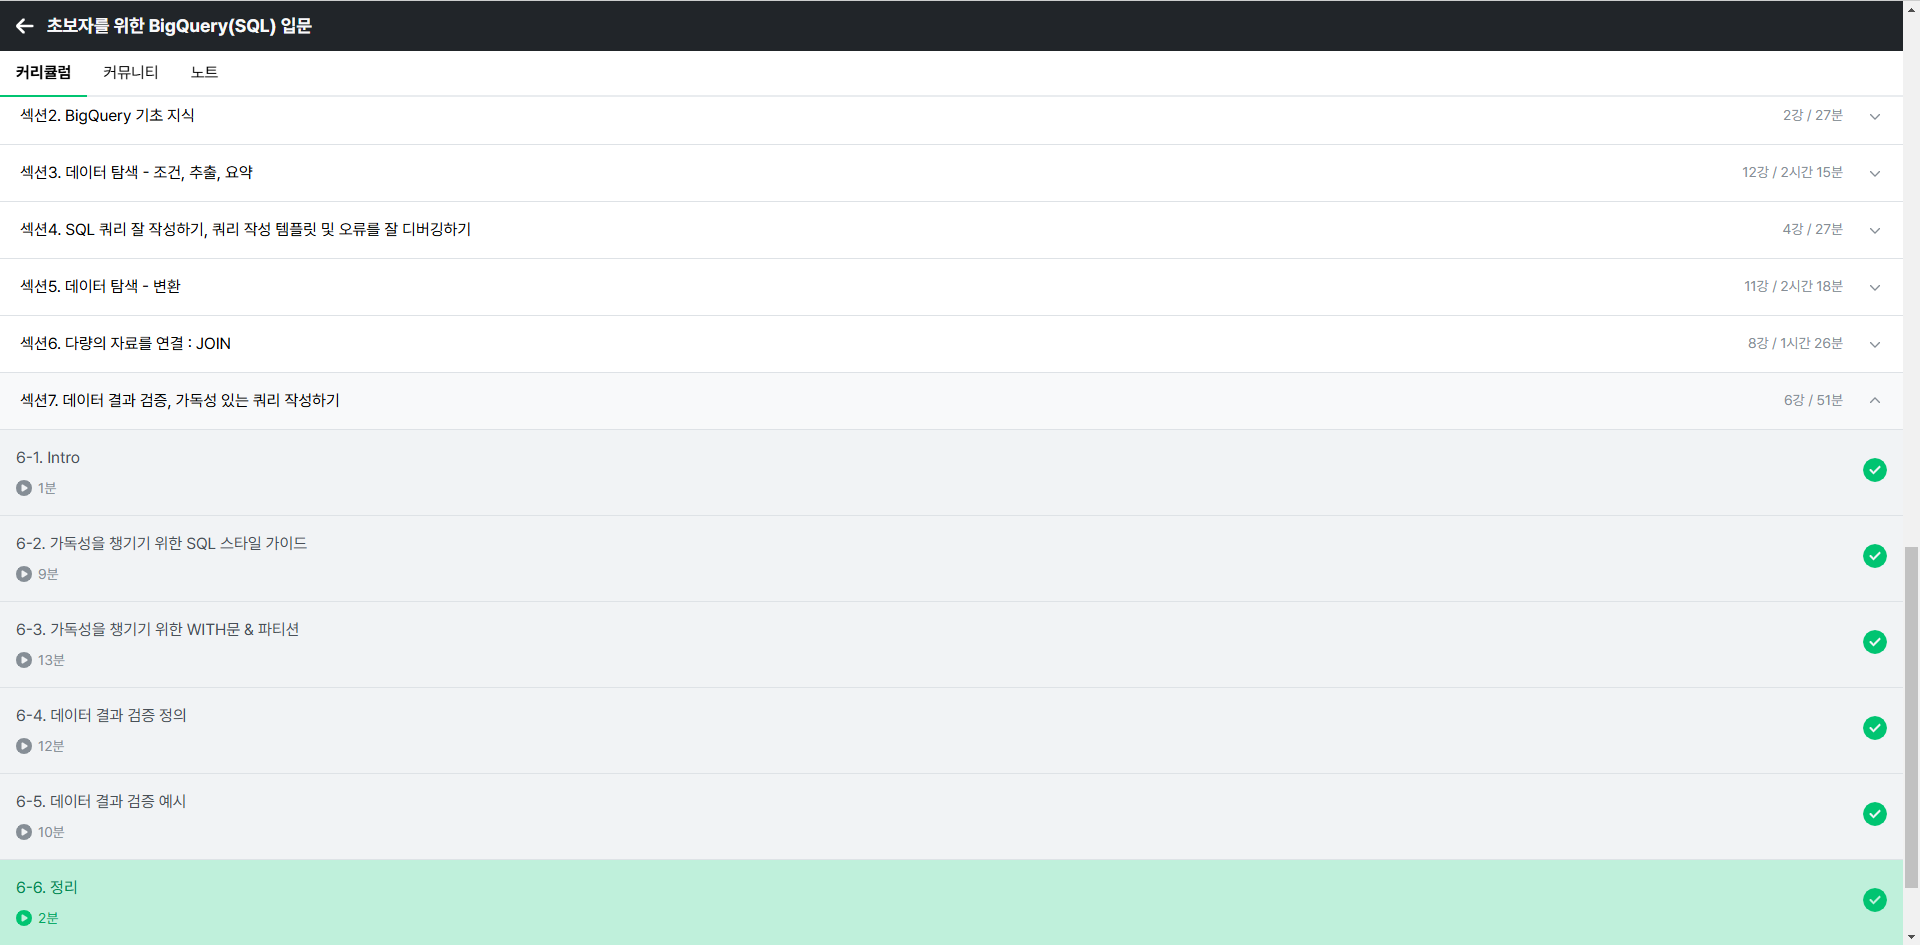 초보자를 위한 BigQuery(SQL) 입문
커리큘럼 커뮤니티 노트
섹션2. BigQuery 기초 지식 2강 / 27분
섹션3. 데이터 탐색 - 조건, 추출, 요약 12강 / 2시간 15분
섹션4. SQL 쿼리 잘 작성하기, 쿼리 작성 템플릿 및 오류를 잘 디버깅하기 4강 / 27분
섹션5. 데이터 탐색 - 변환 11강 / 2시간 18분
섹션6. 다량의 자료를 연결 : JOIN 8강 / 1시간 26분
섹션7. 데이터 결과 검증, 가독성 있는 쿼리 작성하기 6강 / 51분
6-1. Intro
1분
6-2. 가독성을 챙기기 위한 SQL 스타일 가이드
9분
6-3. 가독성을 챙기기 위한 WITH문 & 파티션
13분
6-4. 데이터 결과 검증 정의
12분
6-5. 데이터 결과 검증 예시
10분
6-6. 정리
2분